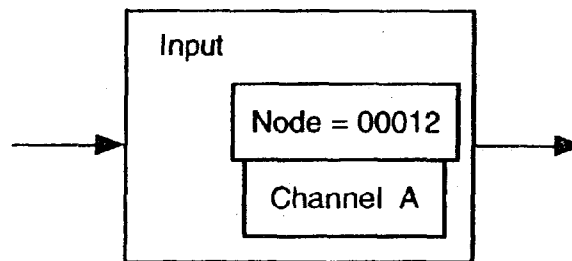 Input
Node = 00012
Channel A